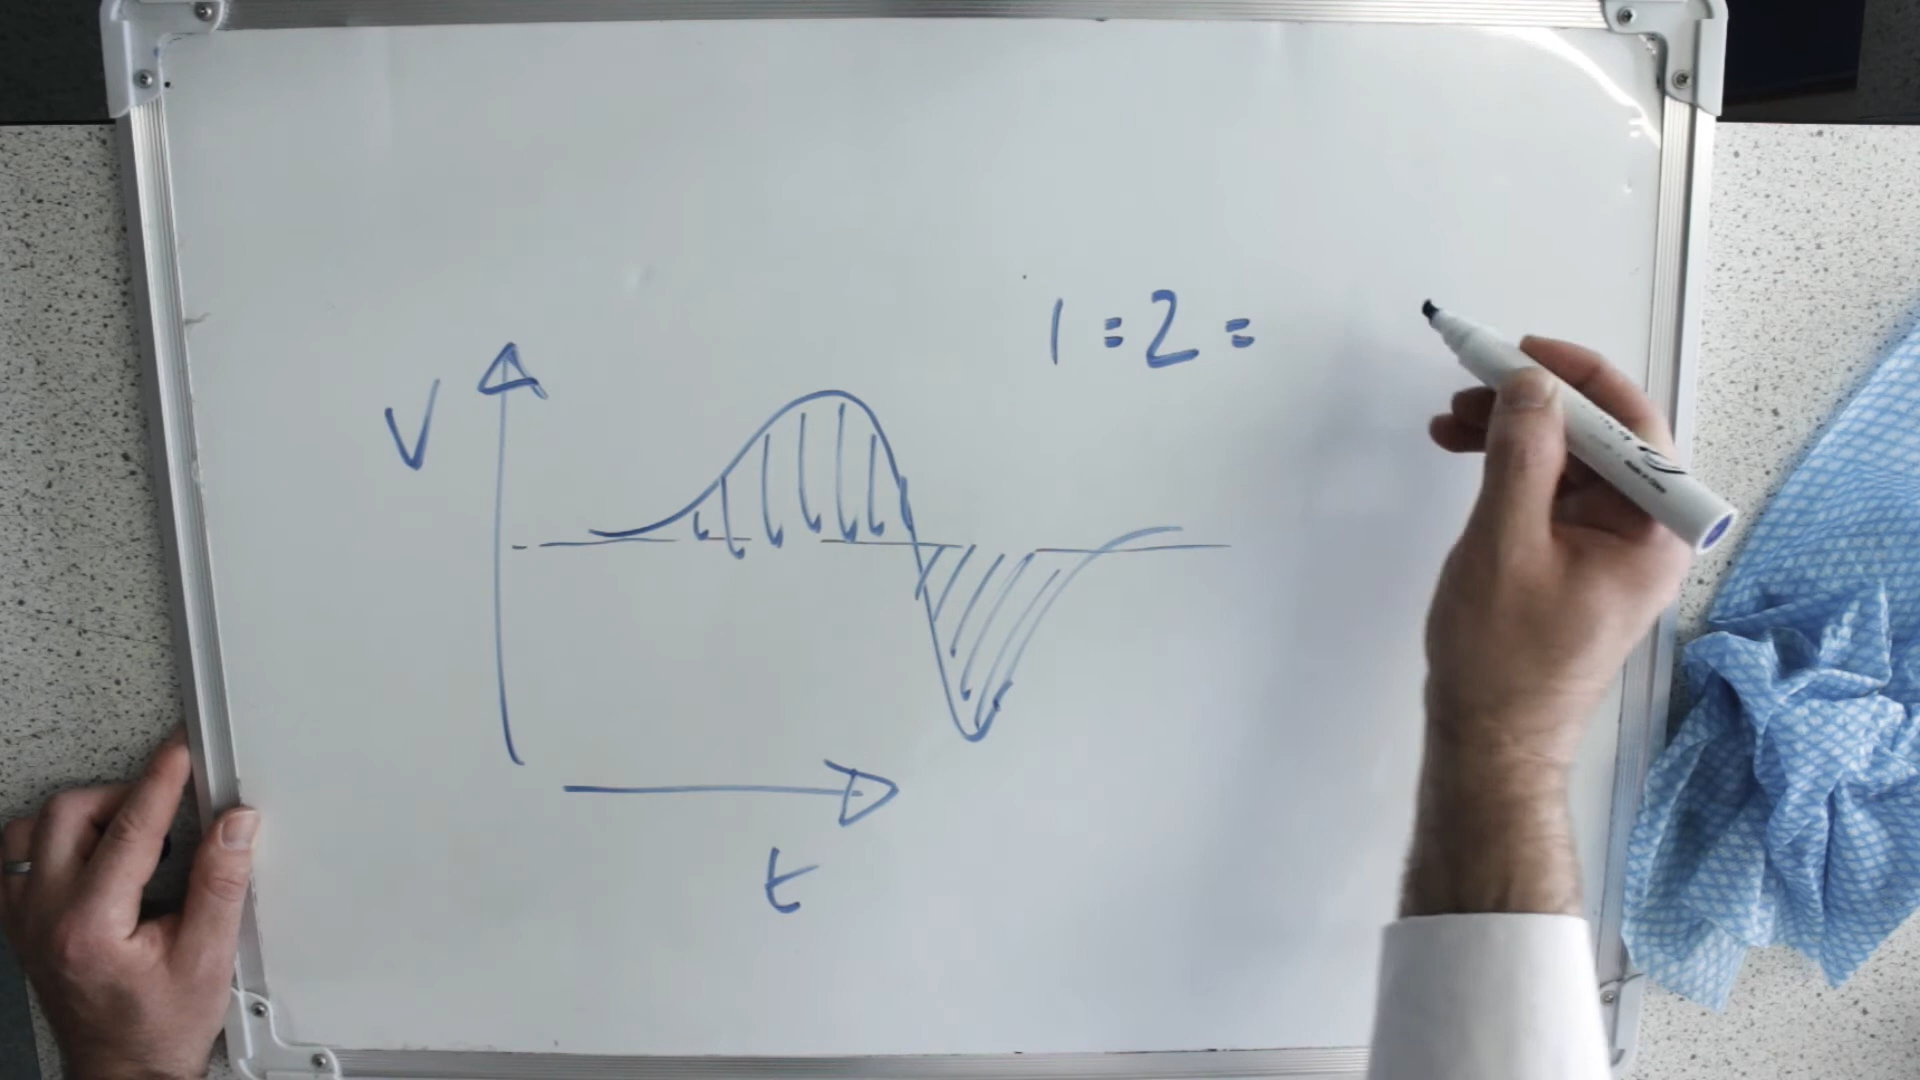 1 = 2 =
V
t